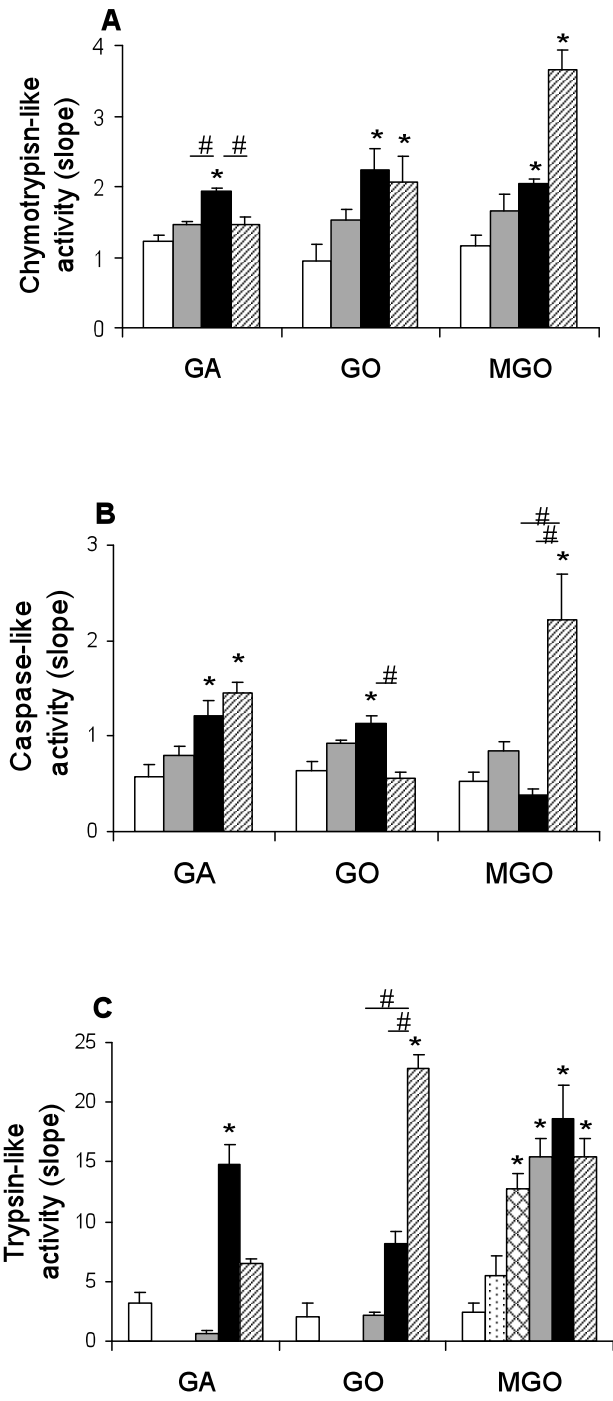 A
Chymotrypisn-like
activity (slope)
4
3
2
1
0
# #
*
* *
*
*
GA GO MGO
B
Caspase-like
activity (slope)
3
2
1
0
* *
*
#
#
#
*
GA GO MGO
C
Trypsin-like
activity (slope)
25
20
15
10
5
0
*
#
#
*
* * * *
GA GO MGO